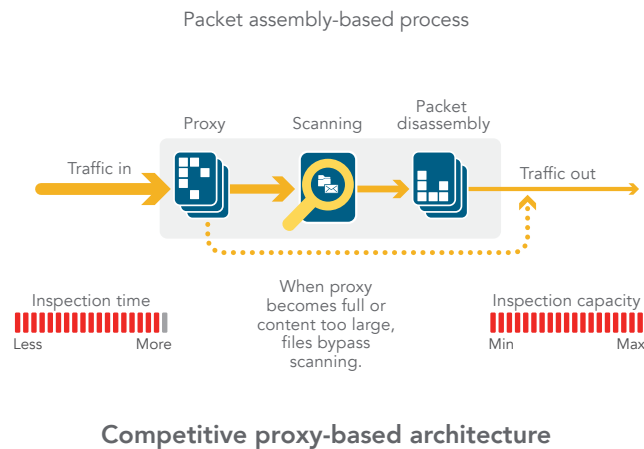 Packet assembly-based process
Proxy
Scanning
Packet
disassembly
Traffic in
Traffic out
When proxy
becomes full or
content too large,
files bypass
scanning.
Inspection time
Less More
Inspection capacity
Min Max
Competitive proxy-based architecture